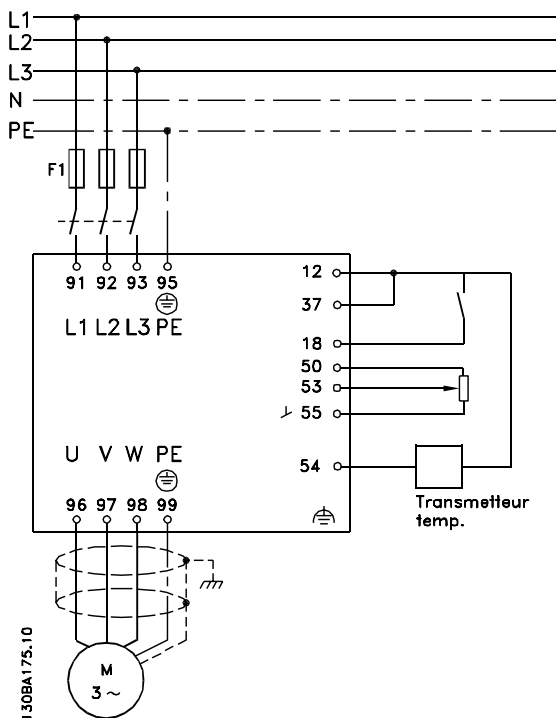 L1
L2
L3
N
PE
F1
91 92 93 95
L1 L2 L3 PE
12
37
18
50
53
55
54
U V W PE
96 97 98 99
Transmetteur
temp.
M
3 ~
130BA175.10